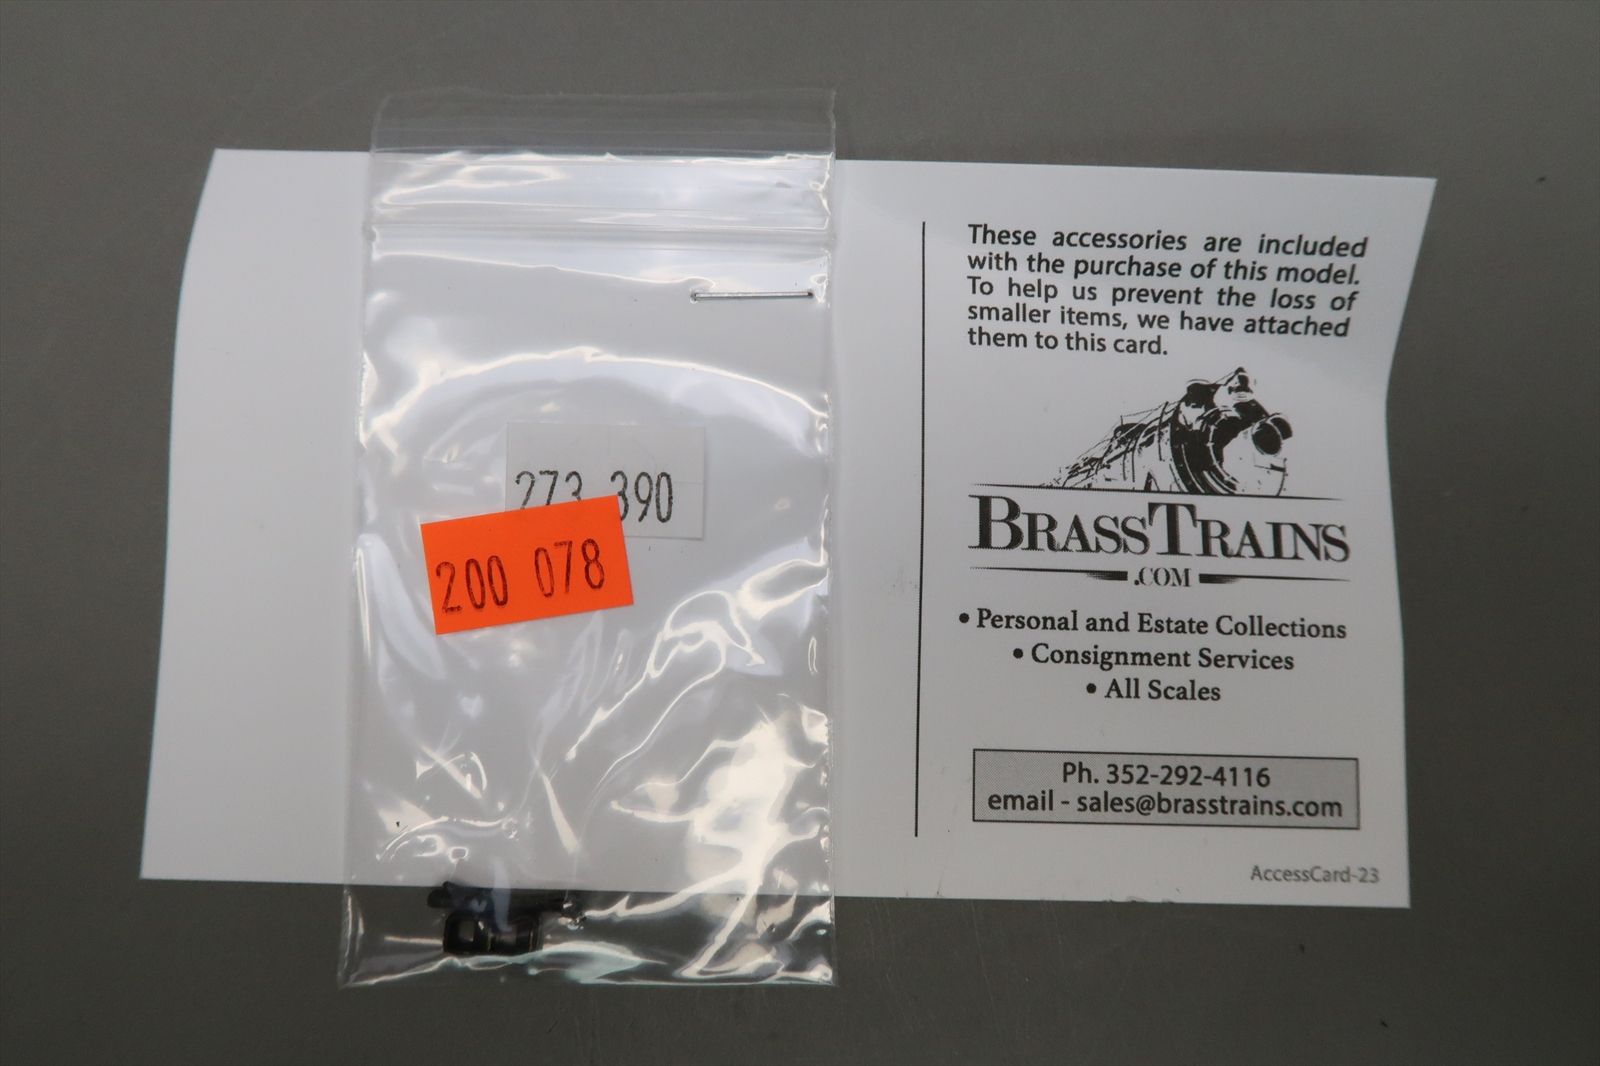 273 390
200 078
These accessories are included
with the purchase of this model.
To help us prevent the loss of
smaller items, we have attached
them to this card.
BRASSTRAINS
.COM
• Personal and Estate Collections
• Consignment Services
• All Scales
Ph. 352-292-4116
email - sales@brasstrains.com
AccessCard-23